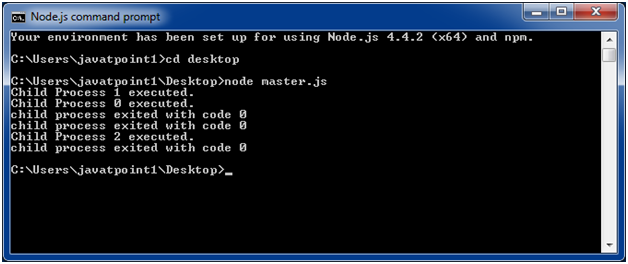 Node.js command prompt
Your environment has been set up for using Node.js 4.4.2 (x64) and npm.
C:\Users\javatpoint1>cd desktop
C:\Users\javatpoint1\Desktop>node master.js
Child Process 1 executed.
Child Process 0 executed.
child process exited with code 0
child process exited with code 0
Child Process 2 executed.
child process exited with code 0
C:\Users\javatpoint1\Desktop>_